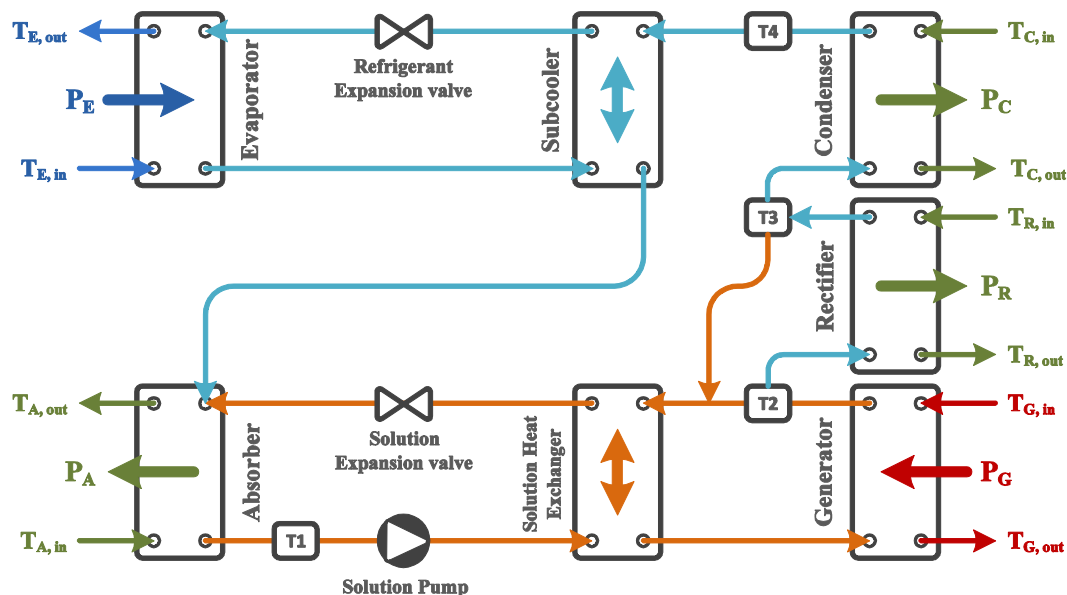 T_E, out
T4
T_C, in
Refrigerant
Expansion valve
Evaporator
Subcooler
Condenser
P_E
P_C
T_E, in
T_C, out
T3
T_R, in
Rectifier
P_R
T_R, out
T_A, out
T2
T_G, in
Solution
Expansion valve
Absorber
Solution Heat
Exchanger
Generator
P_A
P_G
T_A, in
T1
T_G, out
Solution Pump